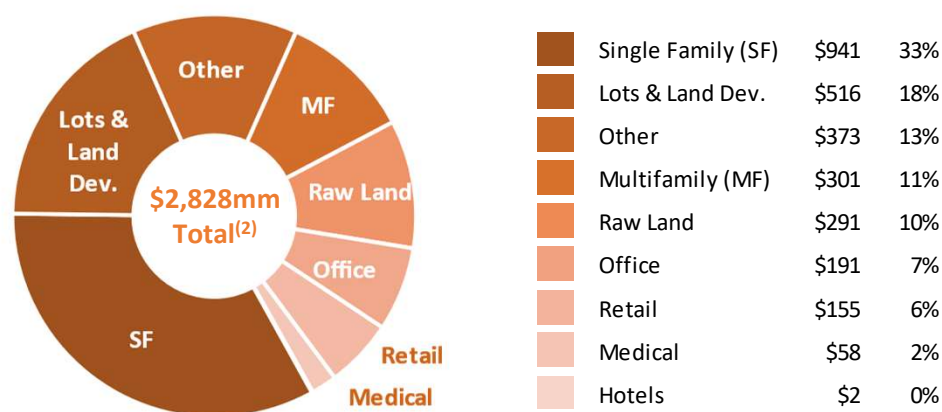 Other
MF
Lots &
Land
Dev.
Raw Land
$2,828mm
Total(2)
Office
SF
Retail
Medical
Single Family (SF) $941 33%
Lots & Land Dev. $516 18%
Other $373 13%
Multifamily (MF) $301 11%
Raw Land $291 10%
Office $191 7%
Retail $155 6%
Medical $58 2%
Hotels $2 0%